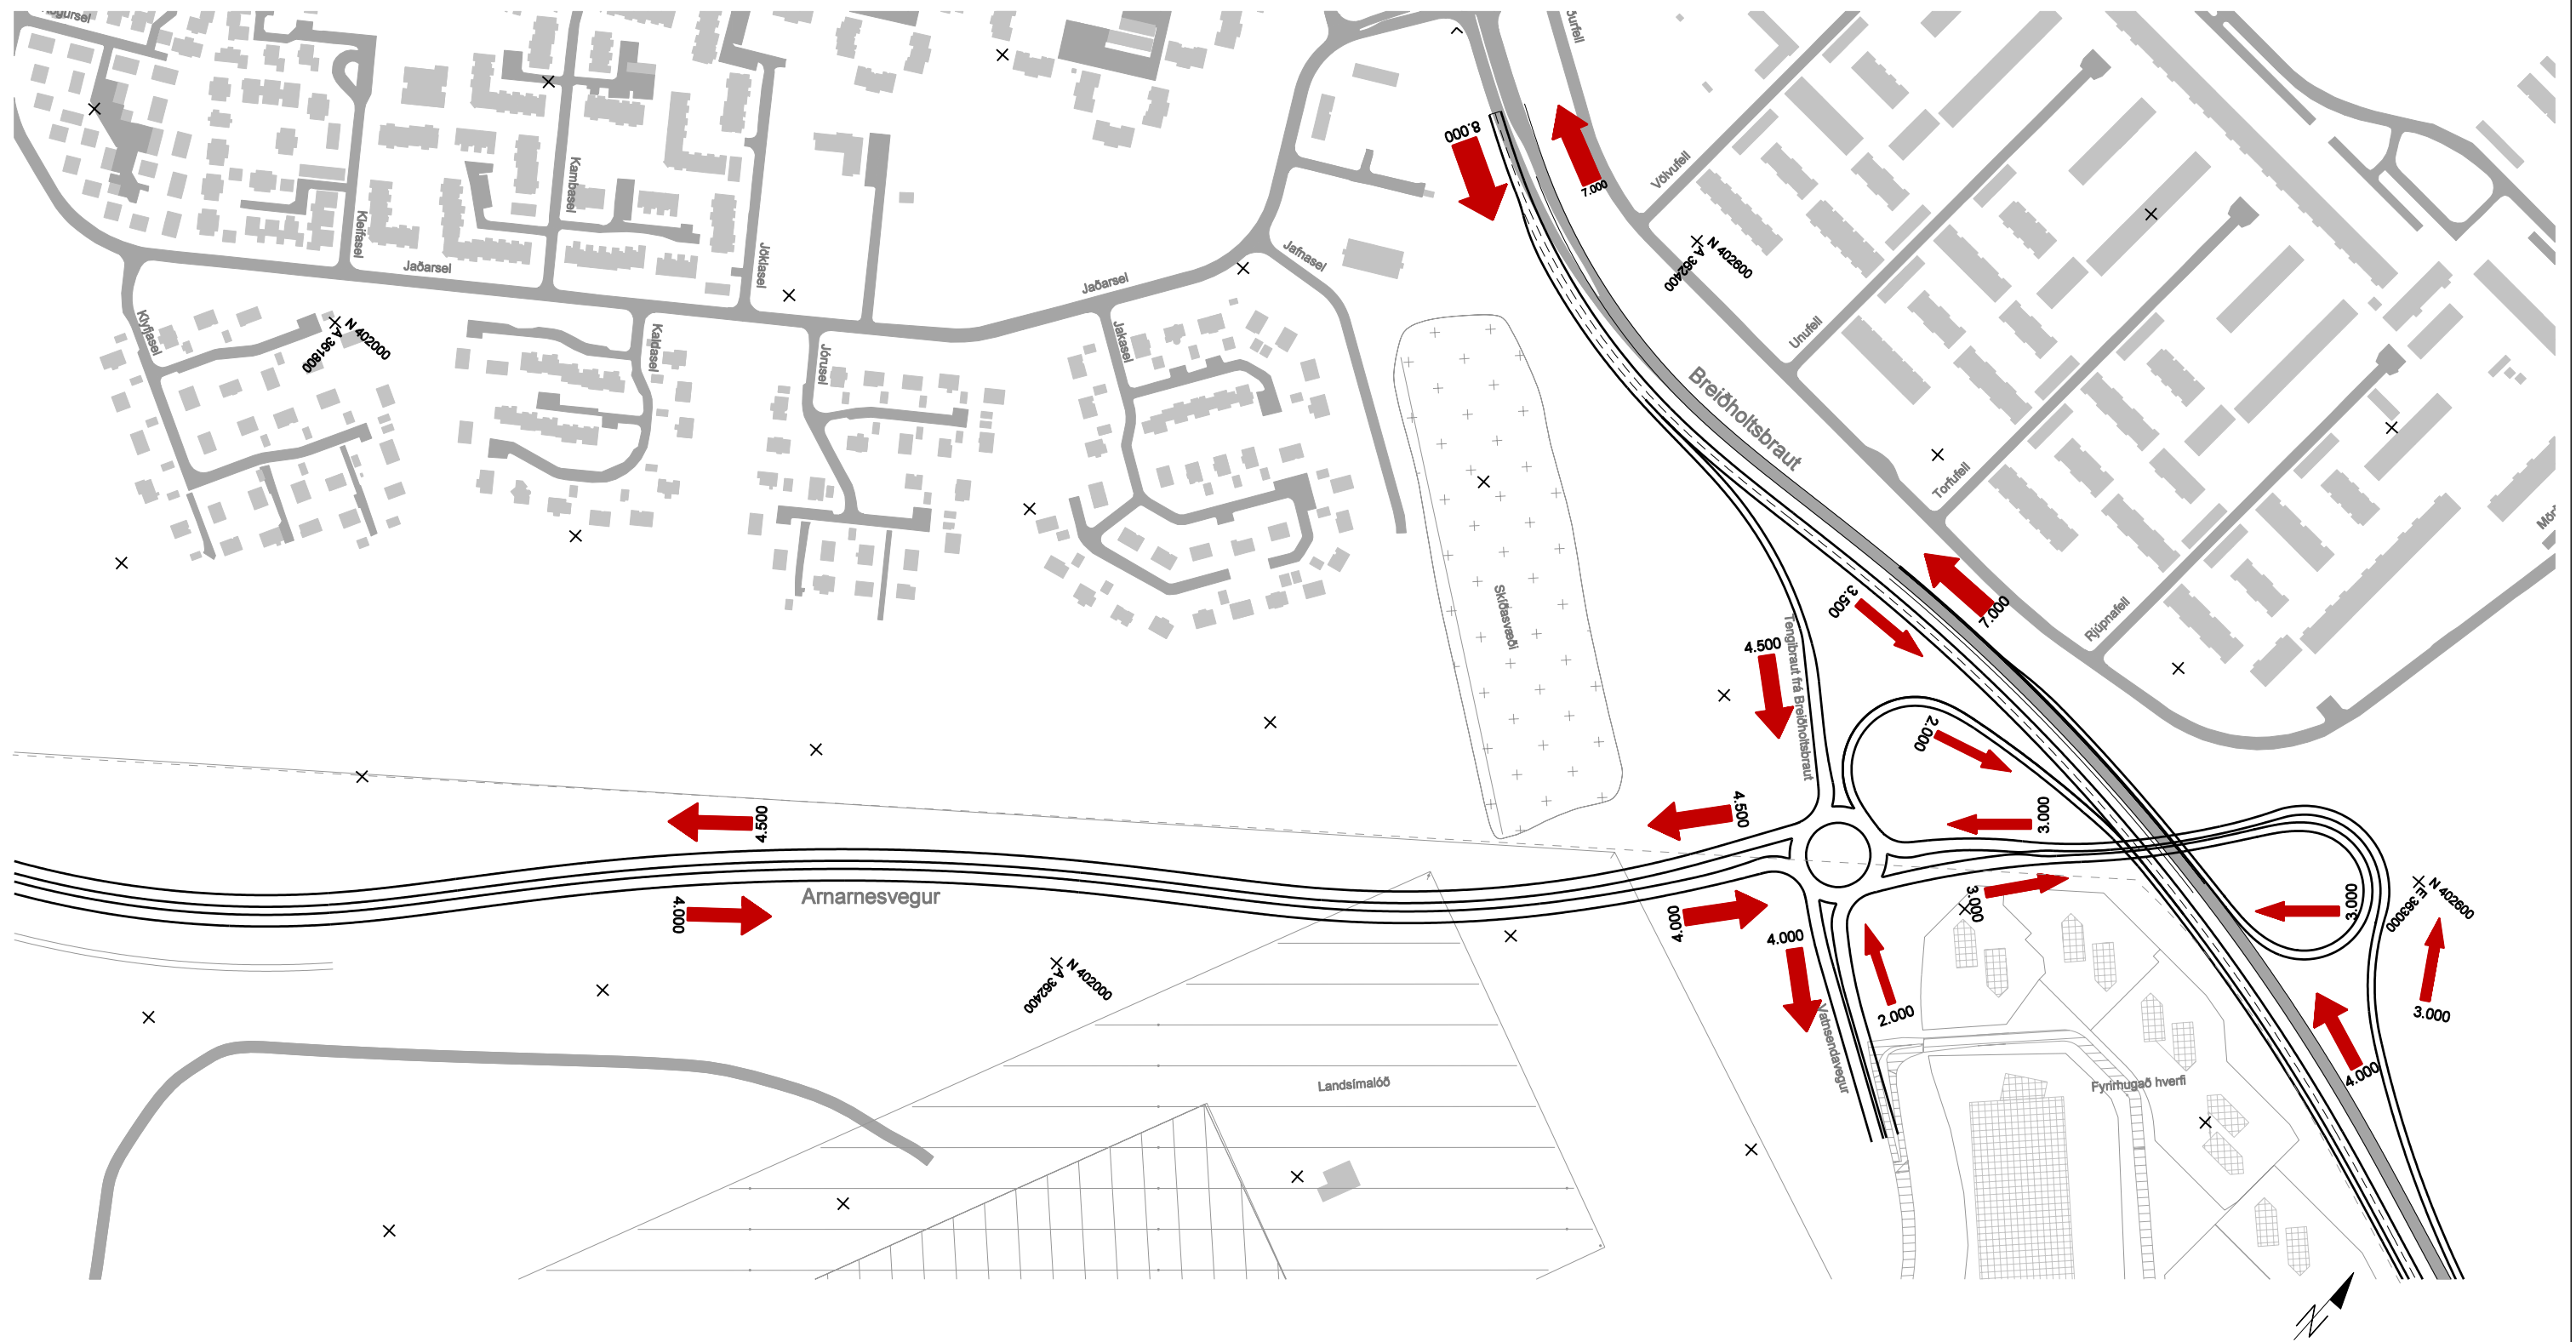 8.000
7.000
Völvufell
N 402600
A 362400
Kambasel
Kleifasel
Jaðarsel
Jöklasel
Jaðarsel
Jafnasel
Klyfjasel
N 402000
A 361800
Kaldasel
Jórusel
Jakasel
Unufell
Breiðholtsbraut
Torfufell
Skíðasvæði
3.500
7.000
Rjúpnafell
4.500
Tengibraut frá Breiðholtsbraut
2.000
4.500
4.500
3.000
Arnarnesvegur
4.000
4.000
3.000
3.000
N 402600
E 363000
4.000
N 402000
A 362400
2.000
3.000
Vatnsendavegur
4.000
Landsímalóð
Fyrirhugað hverfi
N